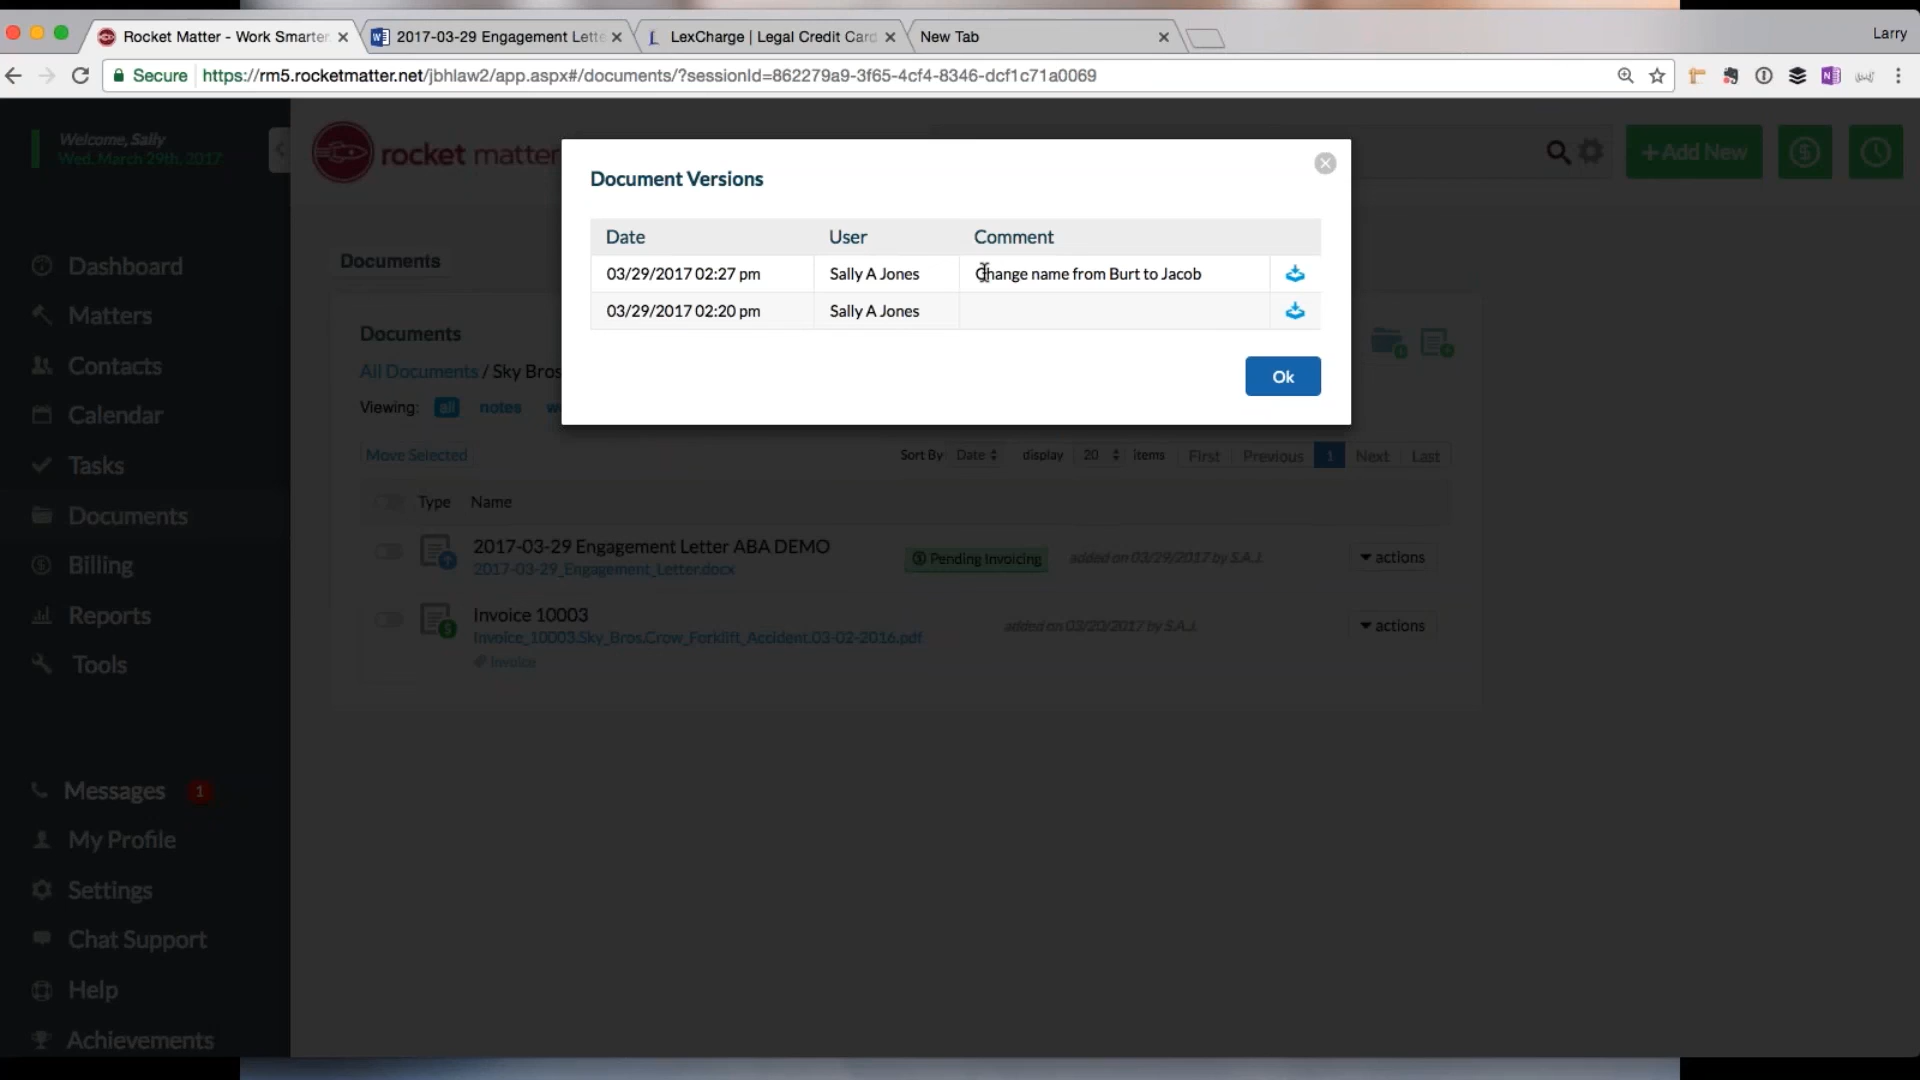 Rocket Matter - Work Smarter
2017-03-29 Engagement Lette
LexCharge | Legal Credit Card
New Tab
Larry
Secure
https://rm5.rocketmatter.net/jbhlaw2/app.aspx#/documents/?sessionId=862279a9-3f65-4cf4-8346-dcf1c71a0069
Welcome, Sally
Wed, March 29th, 2017
rocket matter
+Add New
Dashboard
Matters
Contacts
Calendar
Tasks
Documents
Billing
Reports
Tools
Messages 1
My Profile
Settings
Chat Support
Help
Achievements
Document Versions
Date User Comment
03/29/2017 02:27 pm Sally A Jones Change name from Burt to Jacob
03/29/2017 02:20 pm Sally A Jones
Ok
Documents
Documents
All Documents / Sky Bros
Viewing: all notes
Move Selected
Sort By Date display 20 items First Previous 1 Next Last
Type Name
2017-03-29 Engagement Letter ABA DEMO
2017-03-29_Engagement_Letter.docx
Pending Invoicing
added on 03/29/2017 by S.A.J.
actions
Invoice 10003
Invoice_10003.Sky_Bros.Crow_Forklift_Accident.03-02-2016.pdf
Invoice
added on 03/20/2017 by S.A.J.
actions